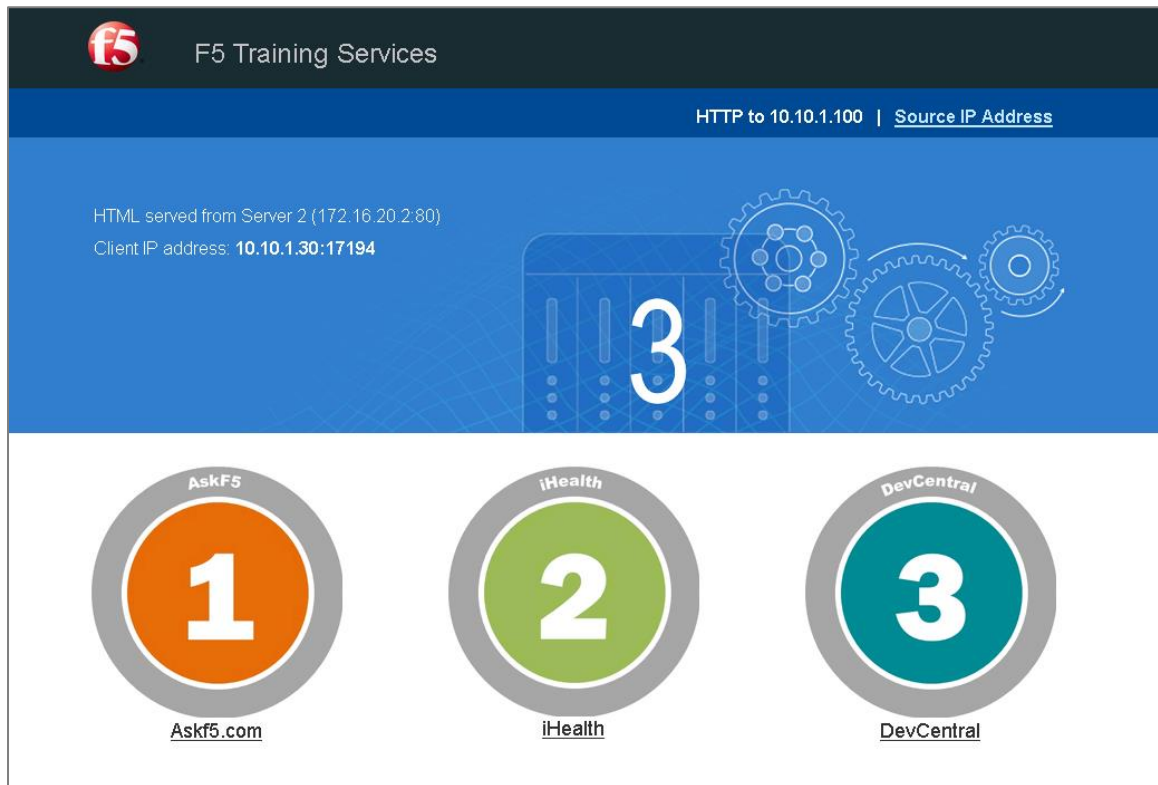 f5
F5 Training Services
HTTP to 10.10.1.100 | Source IP Address
HTML served from Server 2 (172.16.20.2:80)
Client IP address: 10.10.1.30:17194
3
AskF5
iHealth
DevCentral
1
2
3
Askf5.com
iHealth
DevCentral